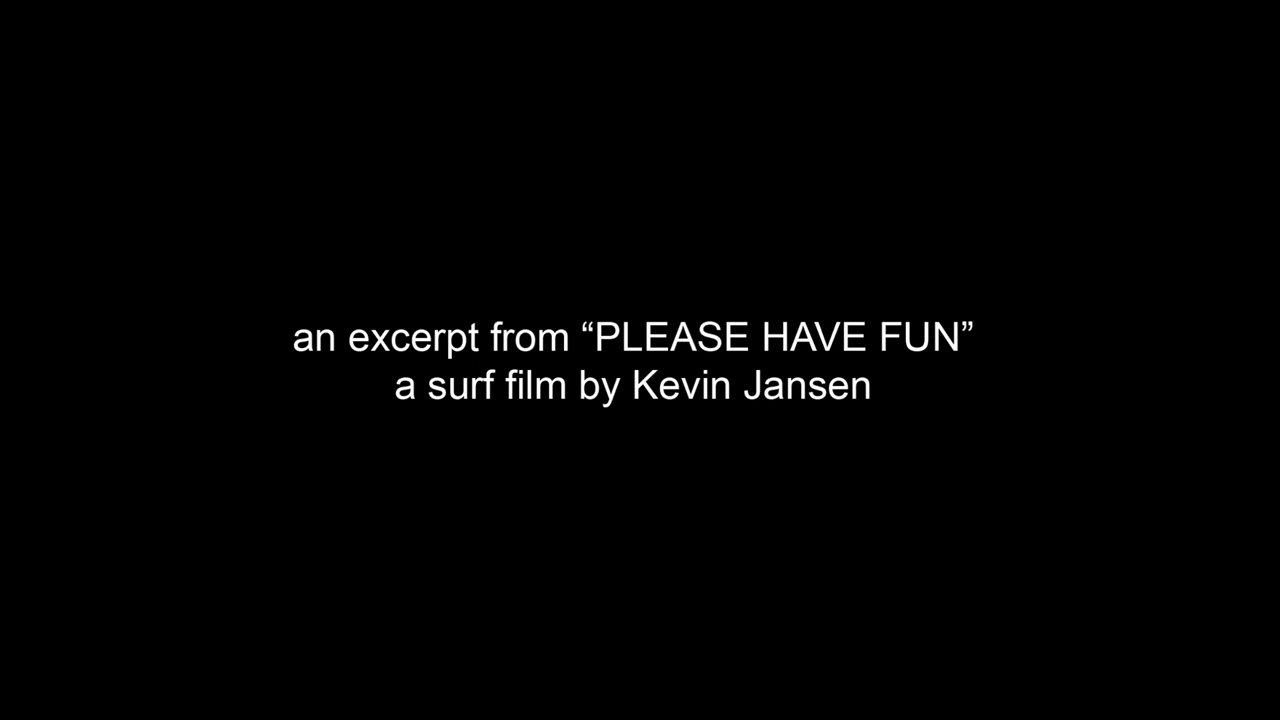 an excerpt from “PLEASE HAVE FUN”
a surf film by Kevin Jansen